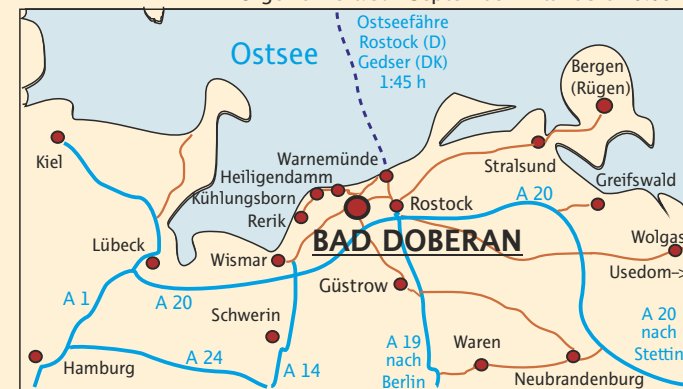 Ostsee
Ostseefähre
Rostock (D)
Gedser (DK)
1:45 h
Bergen
(Rügen)
Kiel
Warnemünde
Heiligendamm
Kühlungsborn
Rerik
Stralsund
Greifswald
Rostock
A 20
BAD DOBERAN
Lübeck
Wismar
Wolgas
Usedom->
Güstrow
A 1
A 20
Schwerin
A 19
nach
Berlin
A 20
nach
Stettin
Waren
Hamburg
A 24
A 14
Neubrandenburg